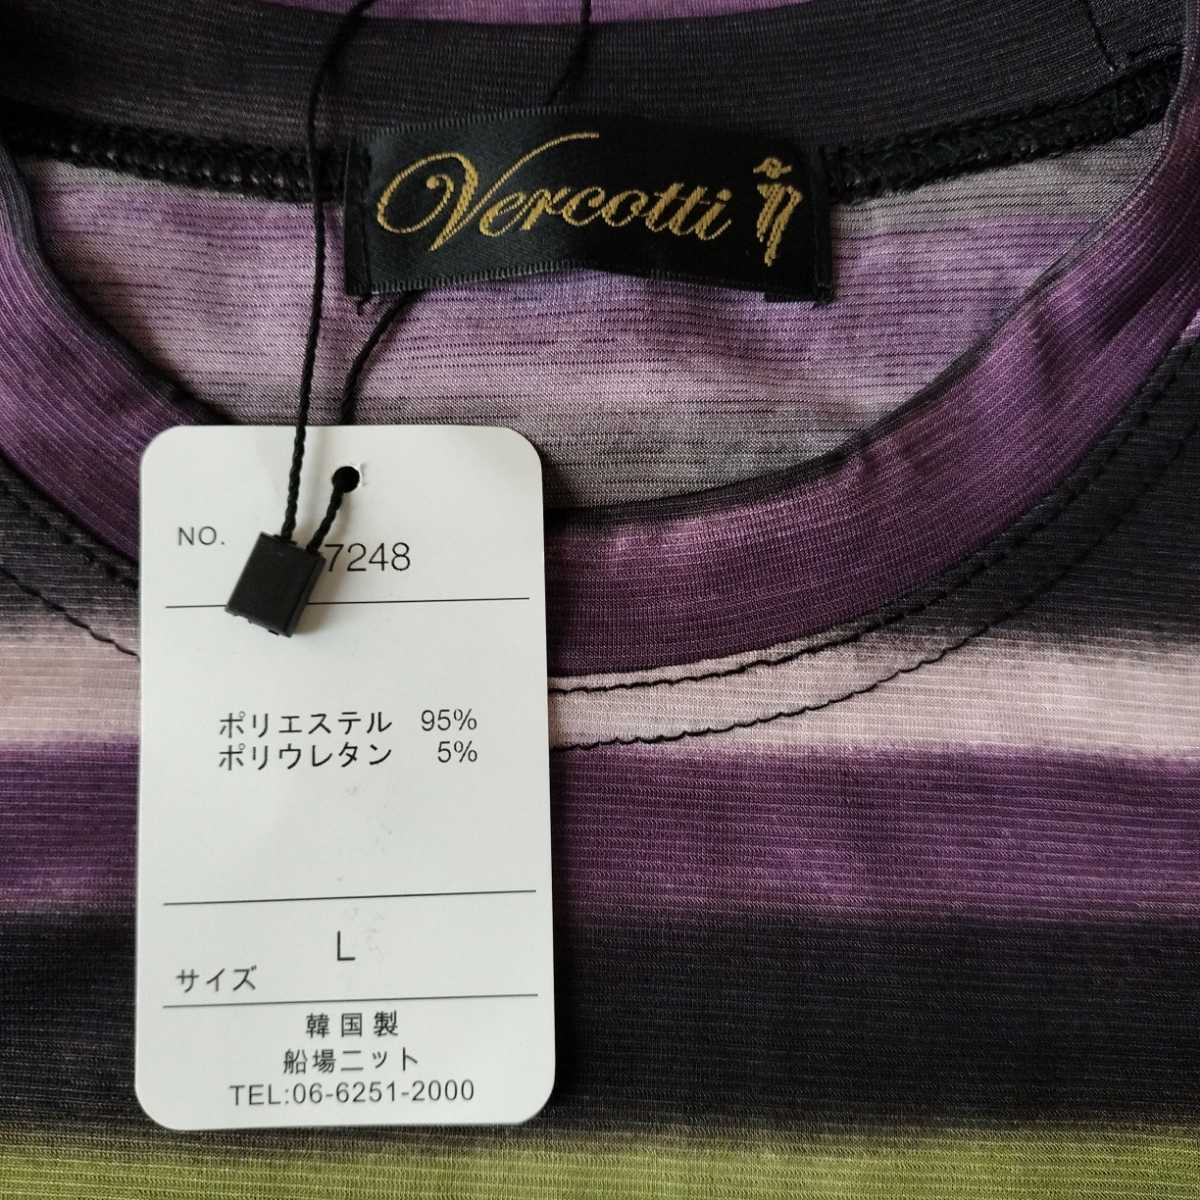 Vercotti
NO.
7248
ポリエステル 95%
ポリウレタン 5%
L
サイズ
韓国製
船場ニット
TEL:06-6251-2000